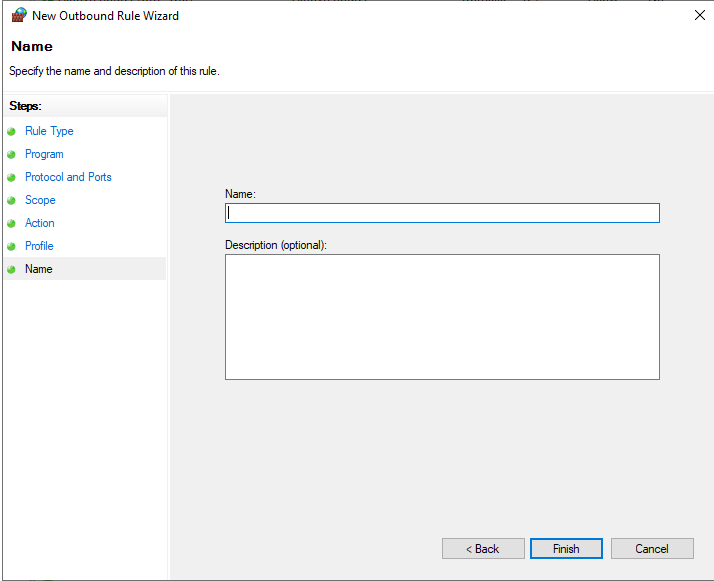 New Outbound Rule Wizard
Name
Specify the name and description of this rule.
Steps:
Rule Type
Program
Protocol and Ports
Scope
Action
Profile
Name
Name:
Description (optional):
< Back
Finish
Cancel